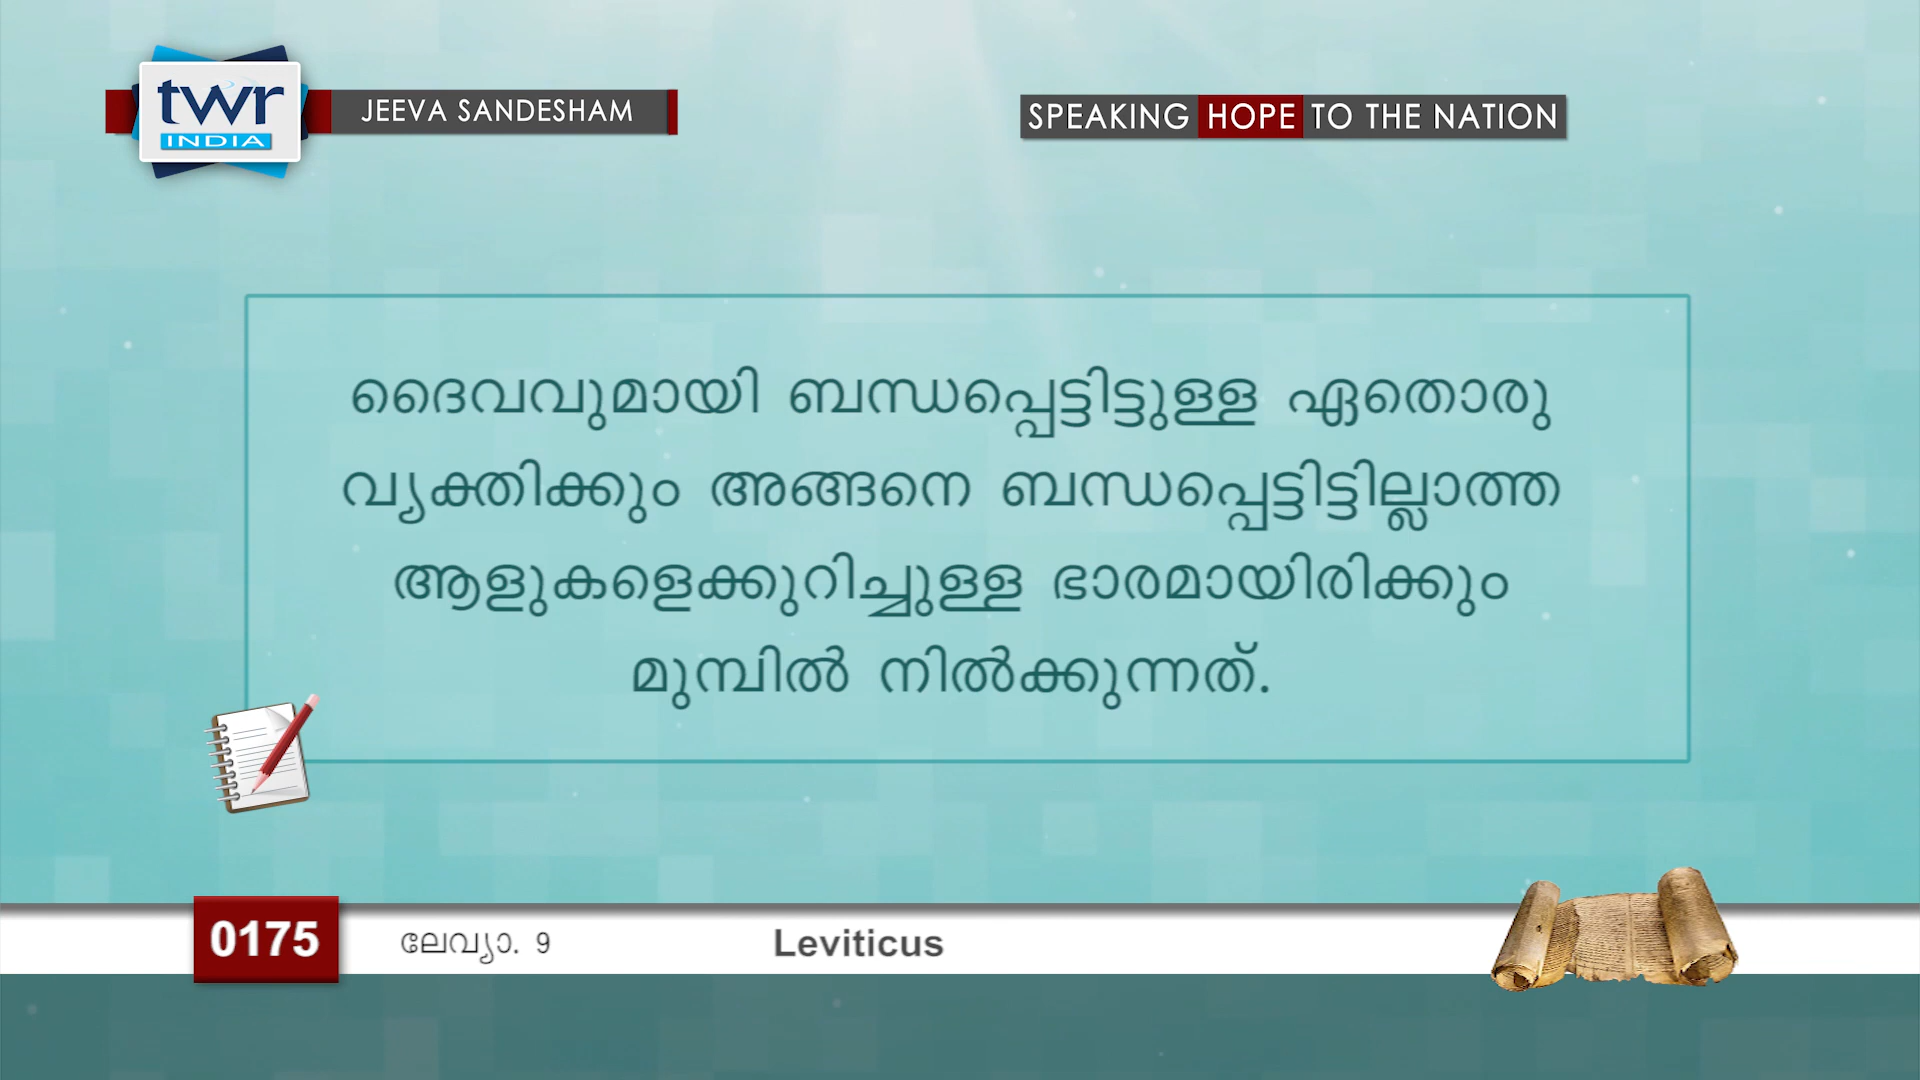 twr
INDIA
JEEVA SANDESHAM
SPEAKING HOPE TO THE NATION
ദൈവവുമായി ബന്ധപ്പെട്ടിട്ടുള്ള ഏതൊരു
വ്യക്തിക്കും അങ്ങനെ ബന്ധപ്പെട്ടിട്ടില്ലാത്ത
ആളുകളെക്കുറിച്ചുള്ള ഭാരമായിരിക്കും
മുമ്പിൽ നിൽക്കുന്നത്.
0175
ലേവ്യാ. 9
Leviticus